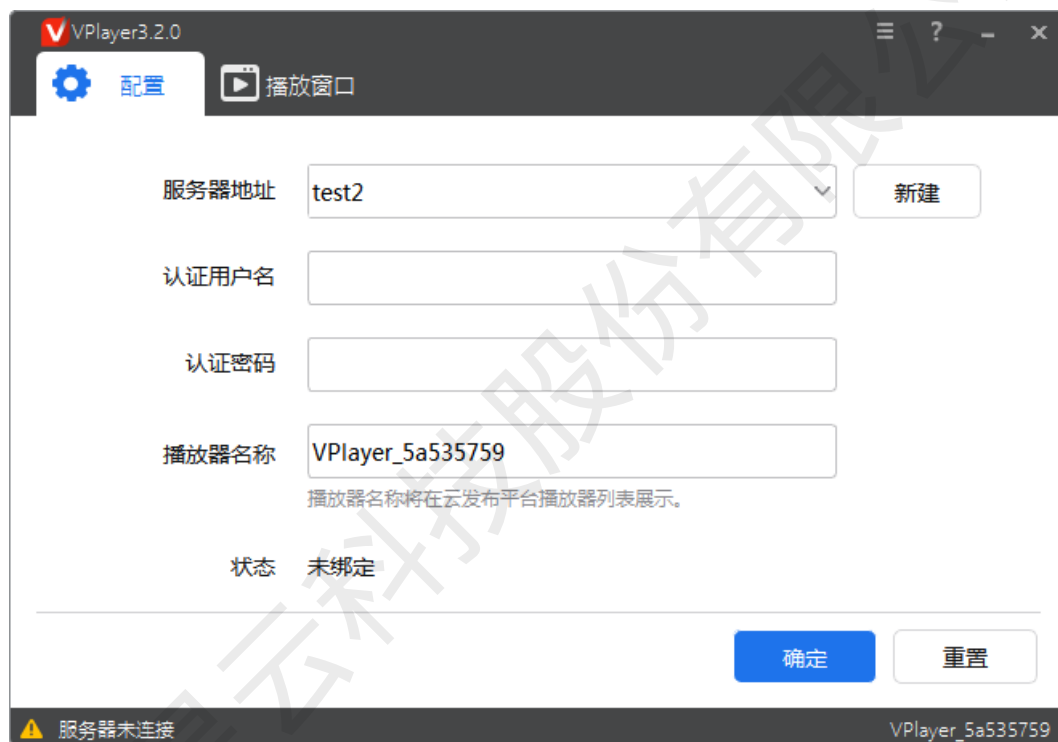 VPlayer3.2.0
配置
播放窗口
服务器地址 test2 新建
认证用户名
认证密码
播放器名称 VPlayer_5a535759
播放器名称将在云发布平台播放器列表展示。
状态 未绑定
确定 重置
服务器未连接 VPlayer_5a535759
云科技股份有限公